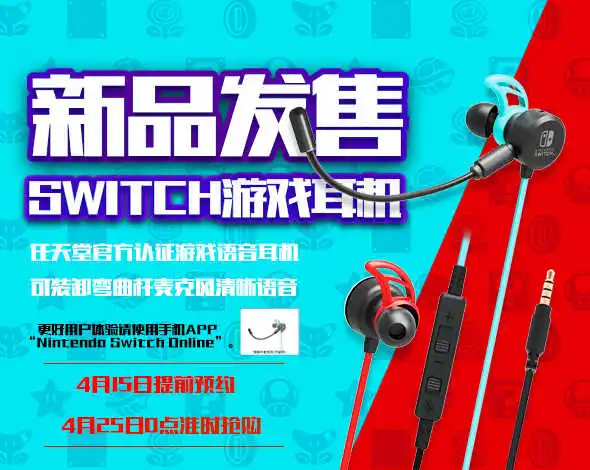 新品发售
SWITCH游戏耳机
任天堂官方认证游戏语音耳机
可装卸弯曲杆麦克风清晰语音
更好用户体验请使用手机APP
“Nintenda Switch Online”。
4月15日提前预约
4月25日0点准时抢购
SWITCH